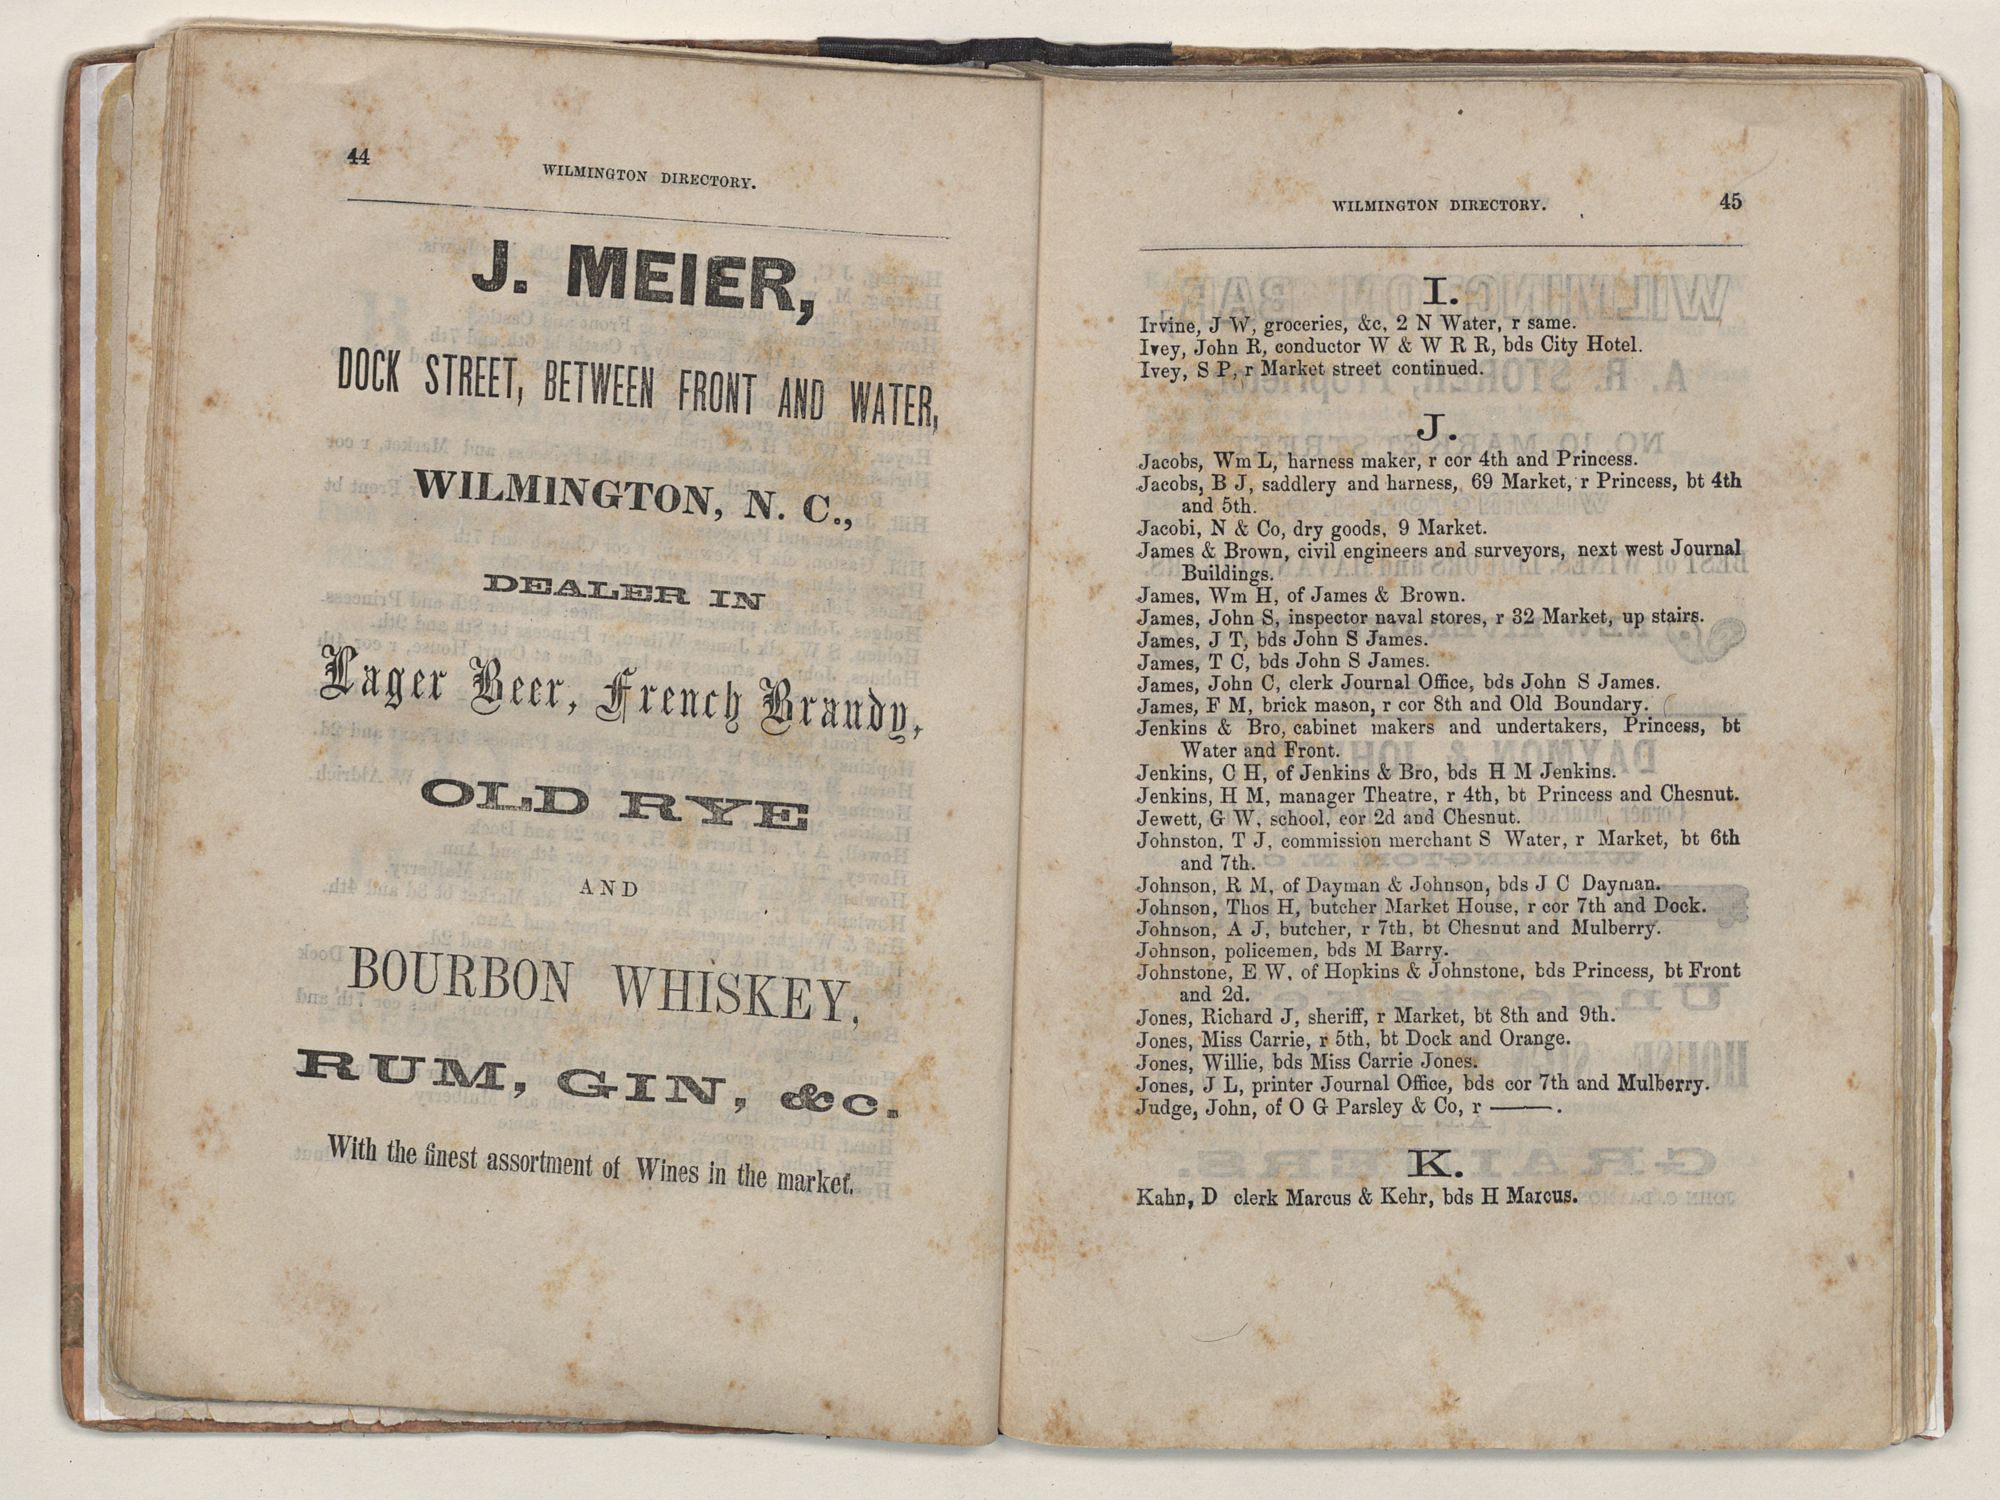 44
WILMINGTON DIRECTORY.
J. MEIER,
DOCK STREET, BETWEEN FRONT AND WATER,
WILMINGTON, N. C.,
DEALER IN
Lager Beer, French Brandy,
OLD RYE
AND
BOURBON WHISKEY,
RUM, GIN, &c.
With the finest assortment of Wines in the market.
WILMINGTON DIRECTORY.
45
I.
Irvine, J W, groceries, &c, 2 N Water, r same.
Ivey, John R, conductor W & W R R, bds City Hotel.
Ivey, S P, r Market street continued.
J.
Jacobs, Wm L, harness maker, r cor 4th and Princess.
Jacobs, B J, saddlery and harness, 69 Market, r Princess, bt 4th
and 5th.
Jacobi, N & Co, dry goods, 9 Market.
James & Brown, civil engineers and surveyors, next west Journal
Buildings.
James, Wm H, of James & Brown.
James, John S, inspector naval stores, r 32 Market, up stairs.
James, J T, bds John S James.
James, T C, bds John S James.
James, John C, clerk Journal Office, bds John S James.
James, F M, brick mason, r cor 8th and Old Boundary.
Jenkins & Bro, cabinet makers and undertakers, Princess, bt
Water and Front.
Jenkins, C H, of Jenkins & Bro, bds H M Jenkins.
Jenkins, H M, manager Theatre, r 4th, bt Princess and Chesnut.
Jewett, G W, school, cor 2d and Chesnut.
Johnston, T J, commission merchant S Water, r Market, bt 6th
and 7th.
Johnson, R M, of Dayman & Johnson, bds J C Dayman.
Johnson, Thos H, butcher Market House, r cor 7th and Dock.
Johnson, A J, butcher, r 7th, bt Chesnut and Mulberry.
Johnson, policemen, bds M Barry.
Johnstone, E W, of Hopkins & Johnstone, bds Princess, bt Front
and 2d.
Jones, Richard J, sheriff, r Market, bt 8th and 9th.
Jones, Miss Carrie, r 5th, bt Dock and Orange.
Jones, Willie, bds Miss Carrie Jones.
Jones, J L, printer Journal Office, bds cor 7th and Mulberry.
Judge, John, of O G Parsley & Co, r ——.
K.
Kahn, D clerk Marcus & Kehr, bds H Marcus.